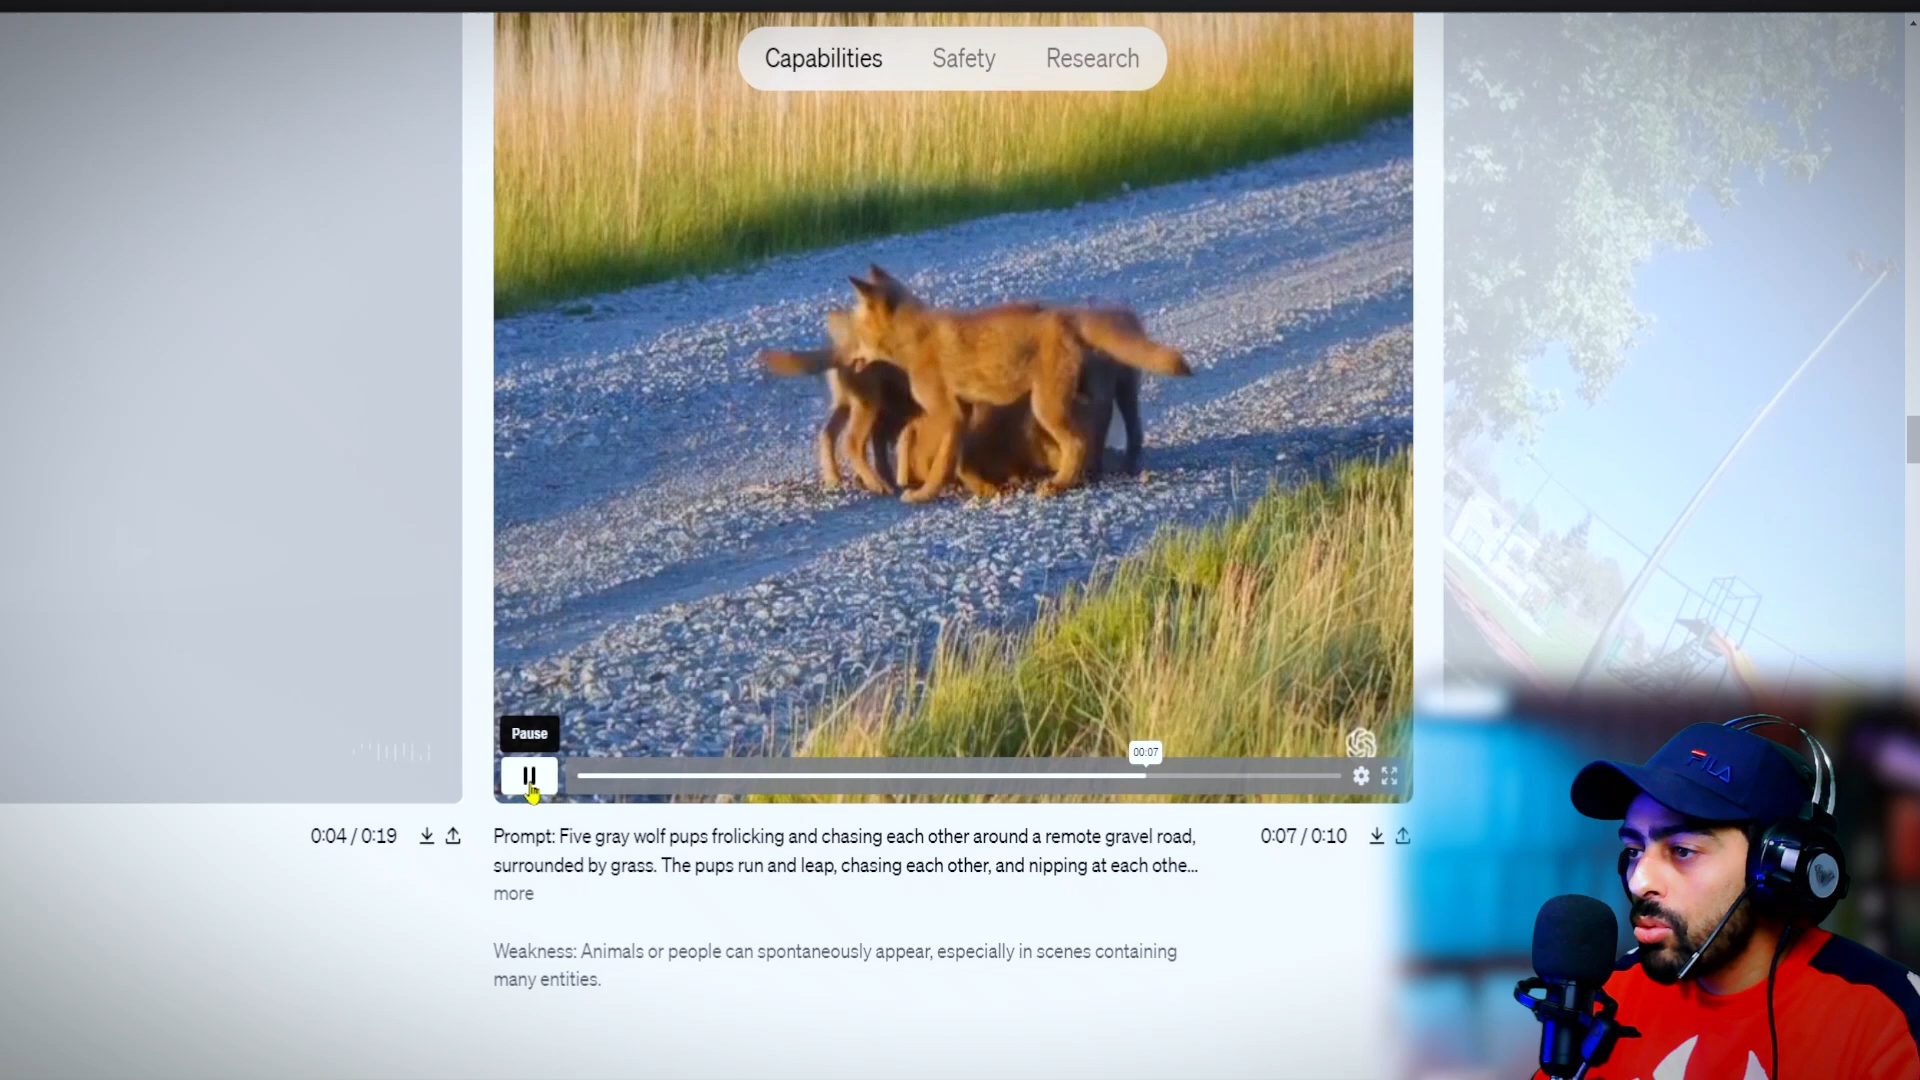 Capabilities Safety Research
Pause
00:07
0:04 / 0:19
Prompt: Five gray wolf pups frolicking and chasing each other around a remote gravel road,
surrounded by grass. The pups run and leap, chasing each other, and nipping at each othe...
more
0:07 / 0:10
Weakness: Animals or people can spontaneously appear, especially in scenes containing
many entities.
FILA